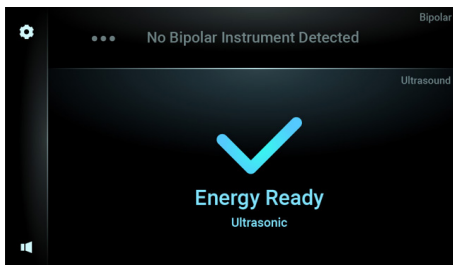 Bipolar
No Bipolar Instrument Detected
Ultrasound
Energy Ready
Ultrasonic